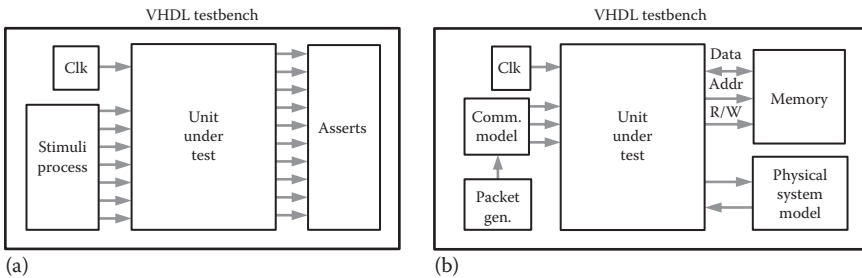 VHDL testbench
Clk
Stimuli
process
Unit
under
test
Asserts
(a)
VHDL testbench
Clk
Comm.
model
Packet
gen.
Unit
under
test
Data
Addr
R/W
Memory
Physical
system
model
(b)